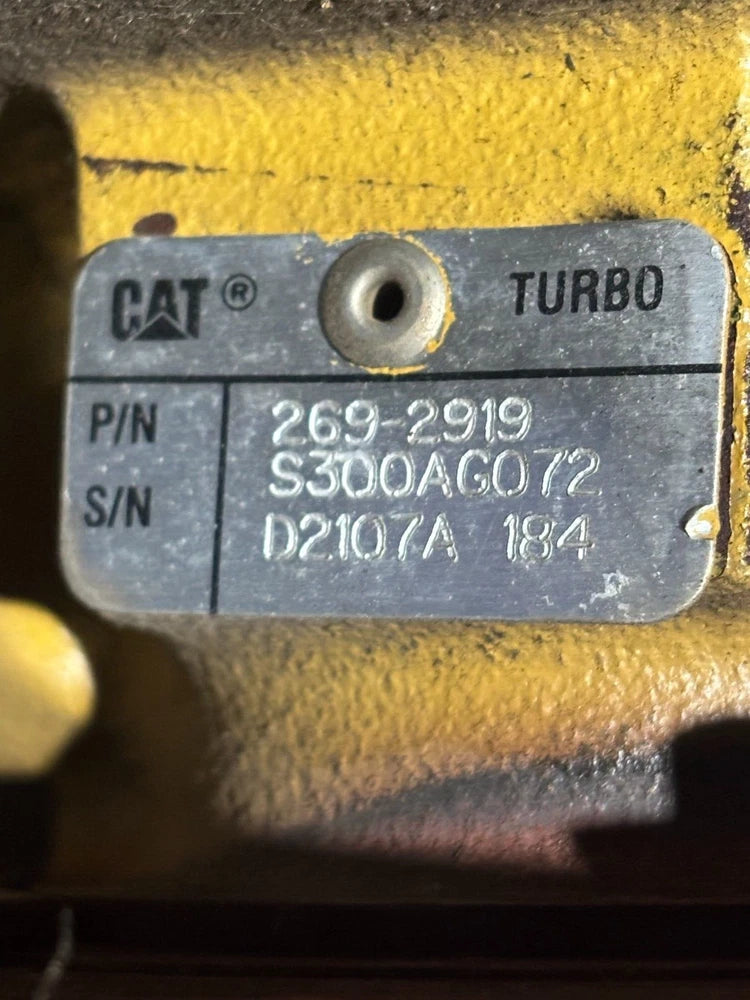 CAT® TURBO
P/N 269-2919
S300AG072
S/N D2107A 184